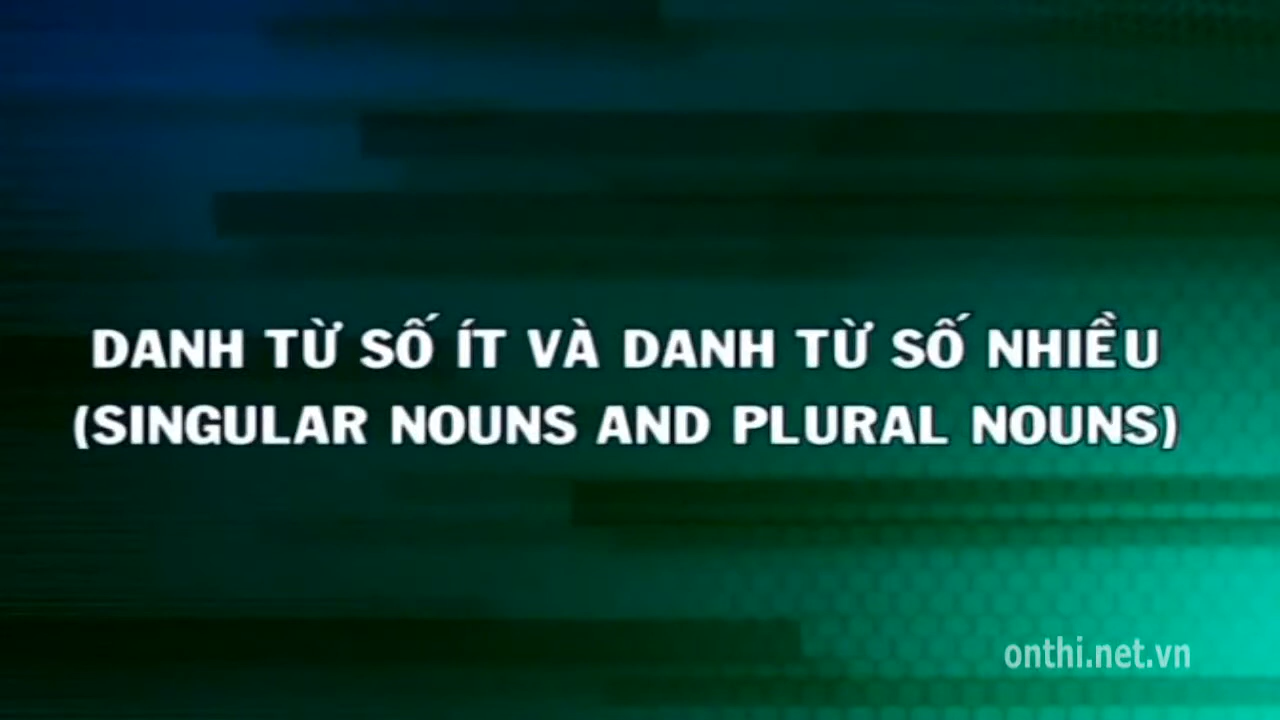 DANH TỪ SỐ ÍT VÀ DANH TỪ SỐ NHIỀU
(SINGULAR NOUNS AND PLURAL NOUNS)
onthi.net.vn